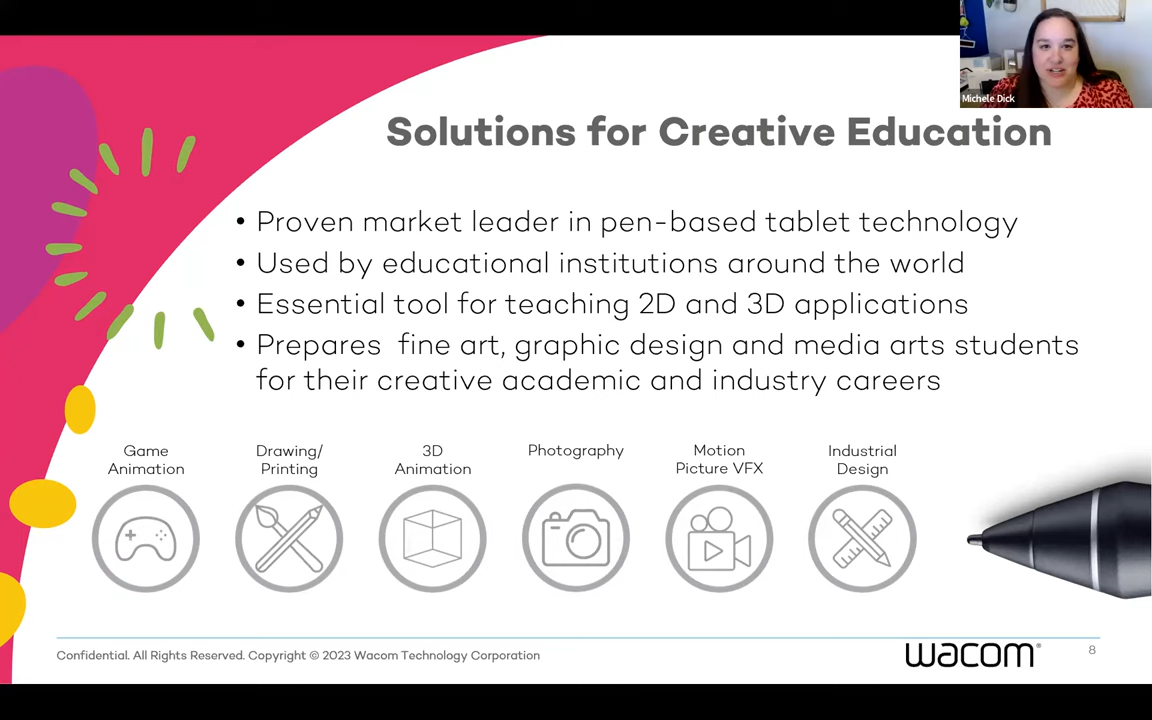 Michele Dick
Solutions for Creative Education
• Proven market leader in pen-based tablet technology
• Used by educational institutions around the world
• Essential tool for teaching 2D and 3D applications
• Prepares  fine art, graphic design and media arts students
for their creative academic and industry careers
Game
Animation
Drawing/
Printing
3D
Animation
Photography
Motion
Picture VFX
Industrial
Design
Confidential. All Rights Reserved. Copyright © 2023 Wacom Technology Corporation
wacom®
8